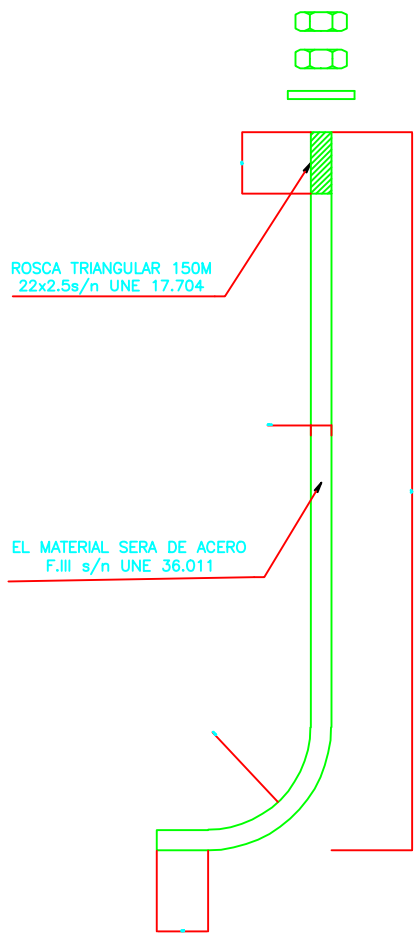 ROSCA TRIANGULAR 150M
22x2.5s/n UNE 17.704
EL MATERIAL SERA DE ACERO
F.III s/n UNE 36.011